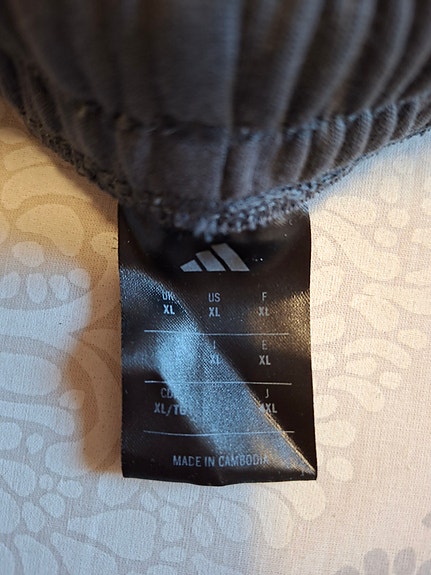 UK US F
XL XL XL
I E
XL XL
J
XL/TG XL
MADE IN CAMBODIA